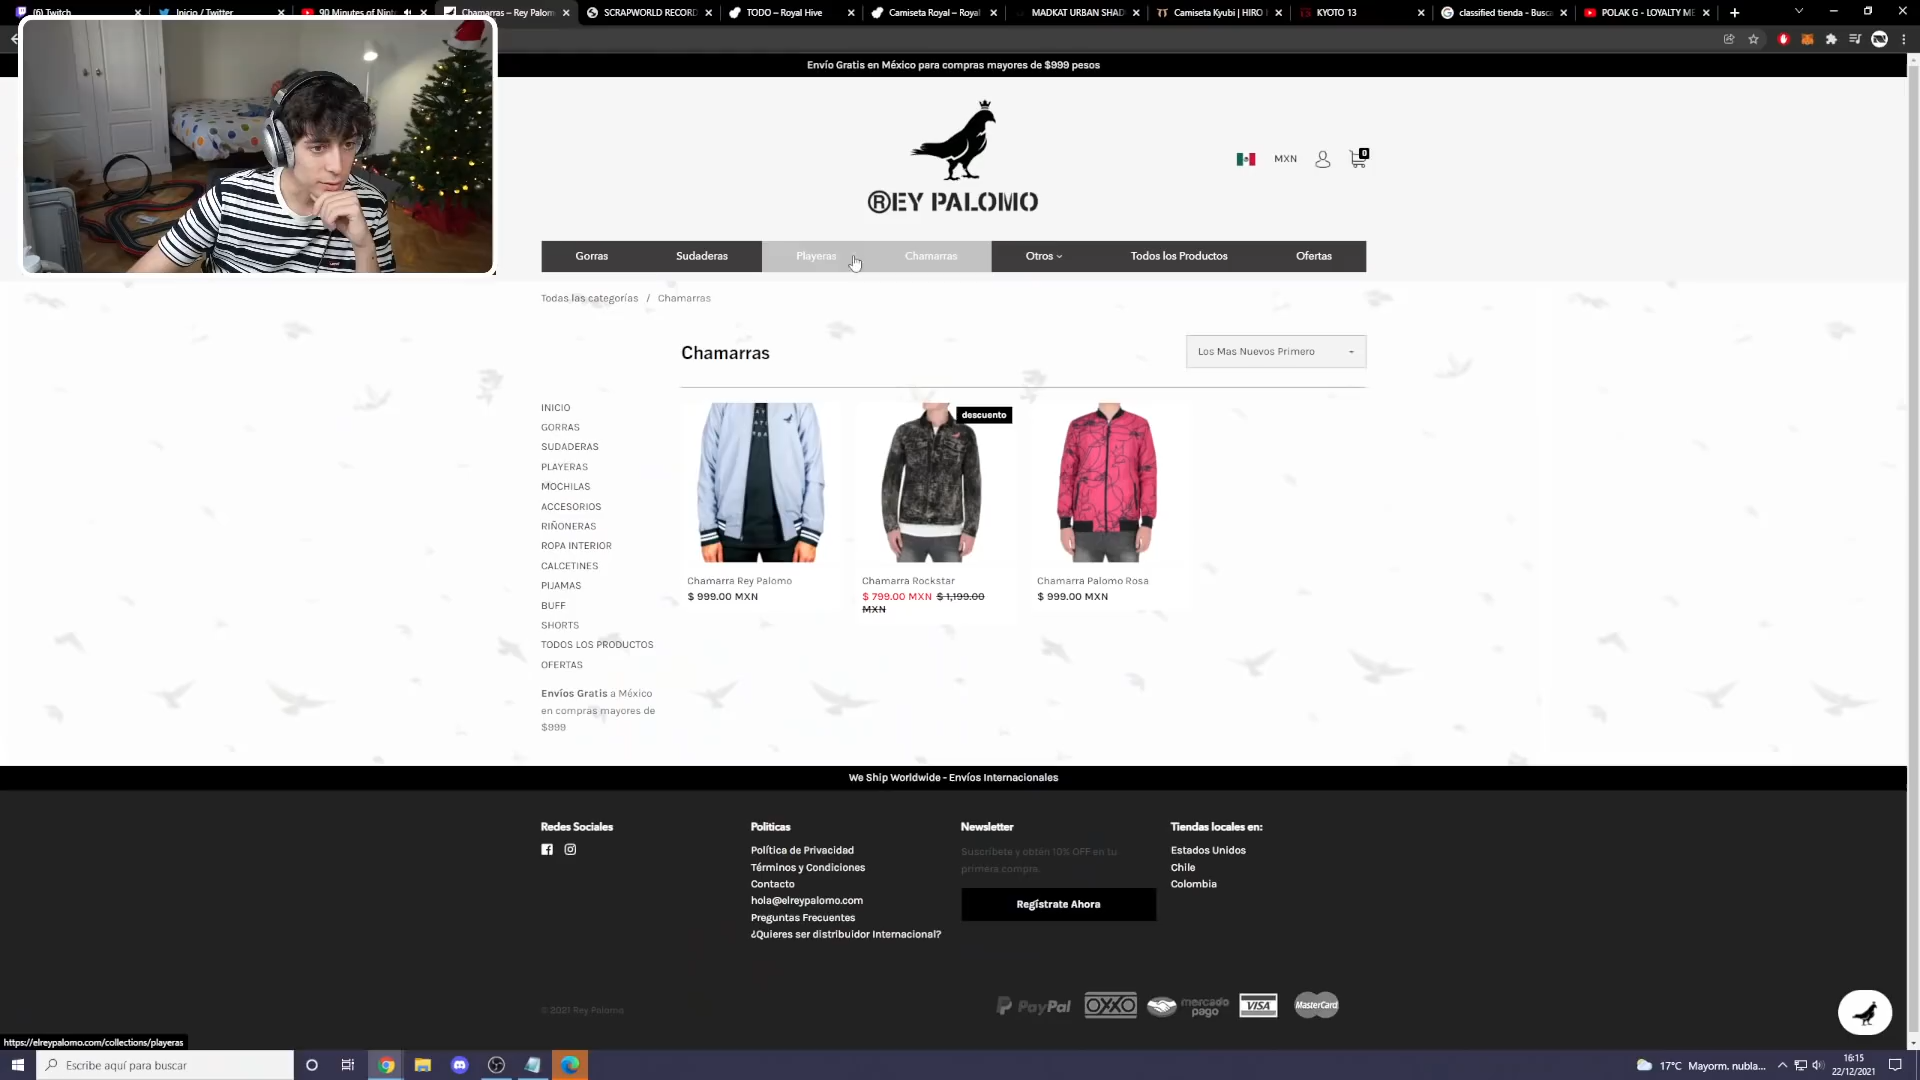 (6) Twitch
Inicio / Twitter
90 Minutes of Nint
Chamarras – Rey Palom
SCRAPWORLD RECORD
TODO – Royal Hive
Camiseta Royal – Royal
MADKAT URBAN SHAD
Camiseta Kyubi | HIRO
KYOTO 13
classified tienda - Busc
POLAK G - LOYALTY ME
Envío Gratis en México para compras mayores de $999 pesos
®EY PALOMO
MXN
0
Gorras
Sudaderas
Playeras
Chamarras
Otros
Todos los Productos
Ofertas
Todas las categorías / Chamarras
Chamarras
Los Mas Nuevos Primero
INICIO
GORRAS
SUDADERAS
PLAYERAS
MOCHILAS
ACCESORIOS
RIÑONERAS
ROPA INTERIOR
CALCETINES
PIJAMAS
BUFF
SHORTS
TODOS LOS PRODUCTOS
OFERTAS
Envíos Gratis a México
en compras mayores de
$999
descuento
Chamarra Rey Palomo
$ 999.00 MXN
Chamarra Rockstar
$ 799.00 MXN $ 1,199.00
MXN
Chamarra Palomo Rosa
$ 999.00 MXN
We Ship Worldwide - Envíos Internacionales
Redes Sociales
Políticas
Política de Privacidad
Términos y Condiciones
Contacto
hola@elreypalomo.com
Preguntas Frecuentes
¿Quieres ser distribuidor Internacional?
Newsletter
Suscríbete y obtén 10% OFF en tu
primera compra.
Regístrate Ahora
Tiendas locales en:
Estados Unidos
Chile
Colombia
© 2021 Rey Palomo
PayPal
OXXO
mercado
pago
VISA
MasterCard
https://elreypalomo.com/collections/playeras
Escribe aquí para buscar
17°C Mayorm. nubla...
16:15
22/12/2021